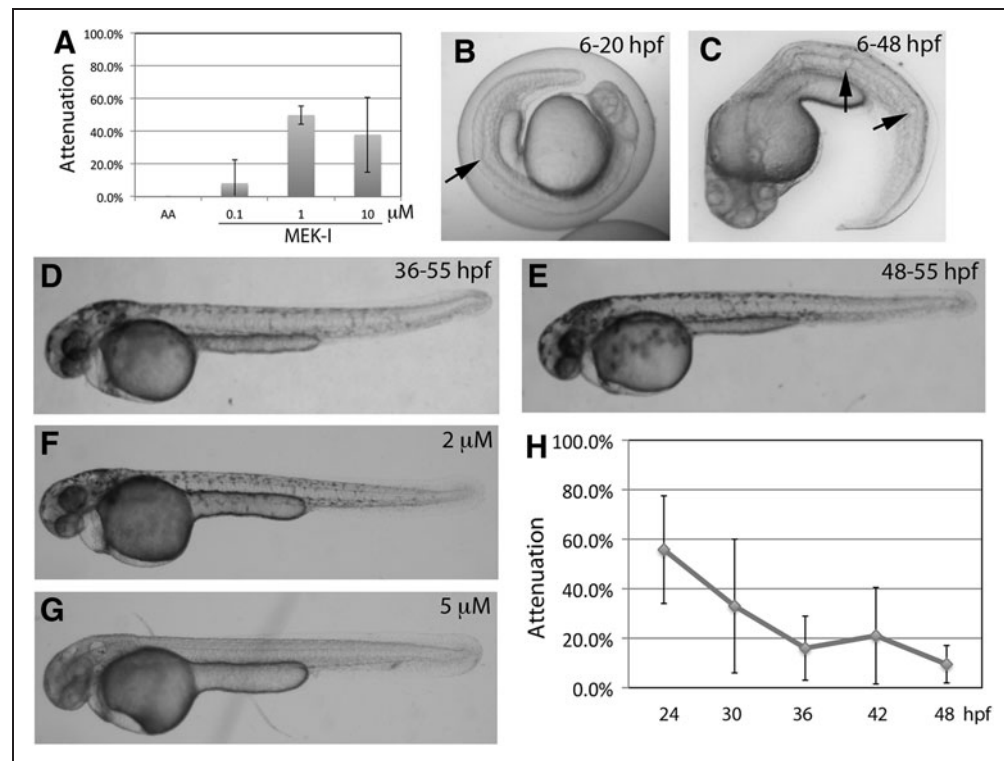 A
100.0%
80.0%
60.0%
40.0%
20.0%
0.0%
Attenuation
AA
0.1
1
10
μM
MEK-I
B
6-20 hpf
C
6-48 hpf
D
36-55 hpf
E
48-55 hpf
F
2 μM
G
5 μM
H
100.0%
80.0%
60.0%
40.0%
20.0%
0.0%
Attenuation
24
30
36
42
48
hpf